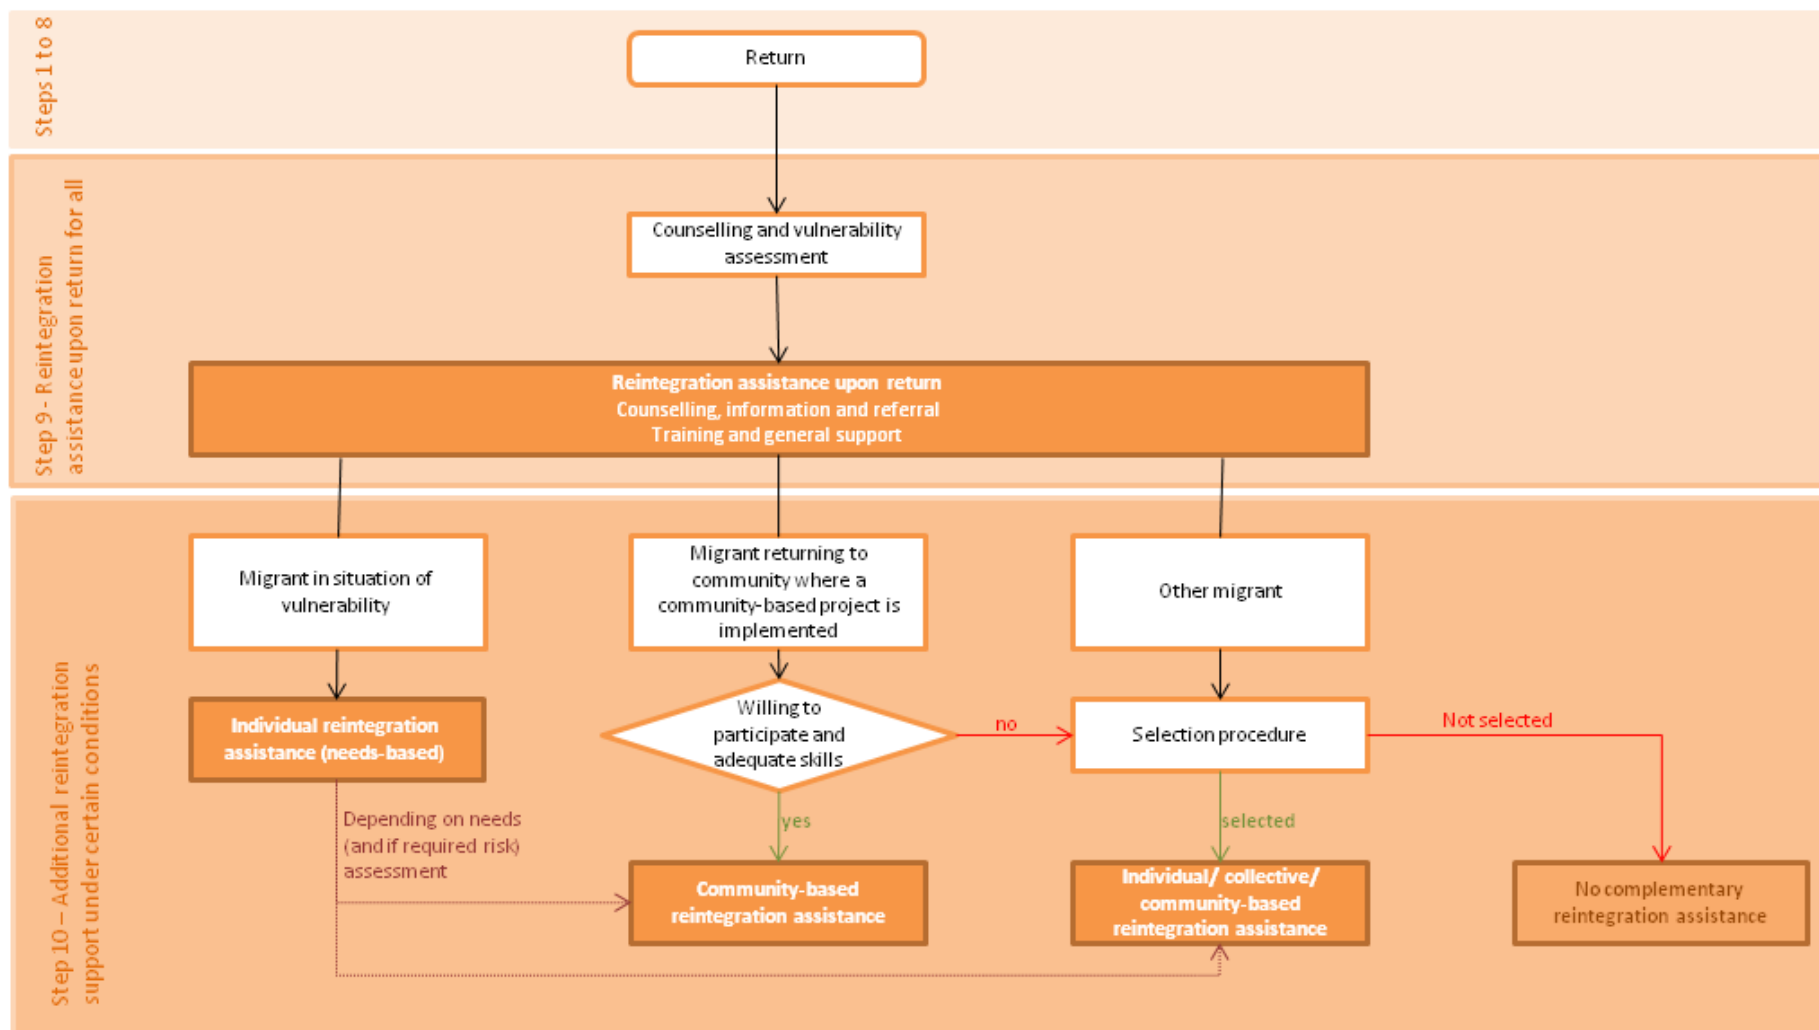 Steps 1 to 8
Return
Step 9 - Reintegration
assistance upon return for all
Counselling and vulnerability
assessment
Reintegration assistance upon return
Counselling, information and referral
Training and general support
Step 10 – Additional reintegration
support under certain conditions
Migrant in situation of
vulnerability
Migrant returning to
community where a
community-based project is
implemented
Other migrant
Individual reintegration
assistance (needs-based)
Willing to
participate and
adequate skills
no
Selection procedure
Not selected
Depending on needs
(and if required risk)
assessment
yes
selected
Community-based
reintegration assistance
Individual/ collective/
community-based
reintegration assistance
No complementary
reintegration assistance